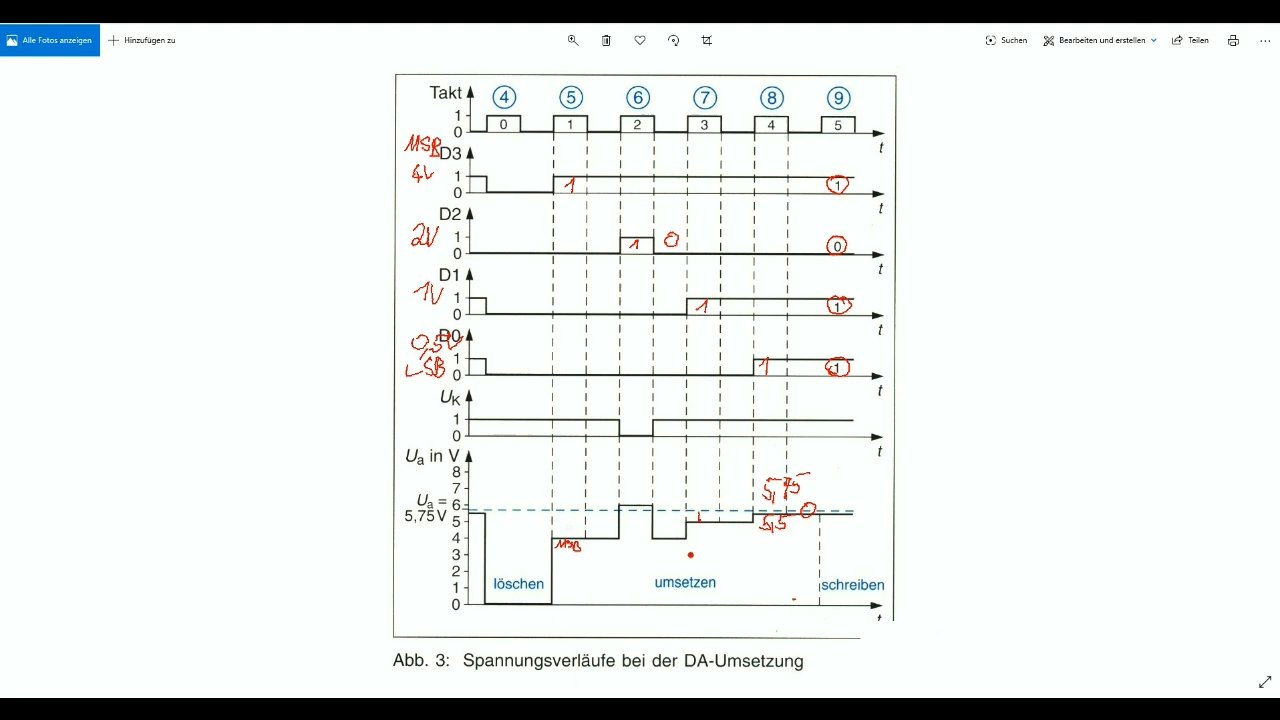 Alle Fotos anzeigen
Hinzufügen zu
Suchen
Bearbeiten und erstellen
Teilen
Takt 4 5 6 7 8 9
1
0
0 1 2 3 4 5
t
MSB
D3
4V
1
0
1
1
t
D2
2V
1
0
1
0
0
t
D1
1V
1
0
1
1
t
D0
0,5V
LSB
1
0
1
1
t
UK
1
0
t
Ua in V
8
7
6
5
4
3
2
1
0
Ua =
5,75 V
5,75
5,5
MSB
löschen
umsetzen
schreiben
t
Abb. 3: Spannungsverläufe bei der DA-Umsetzung